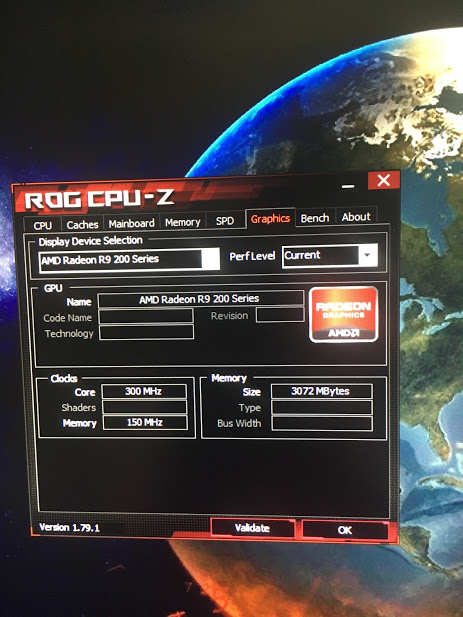 ROG CPU-Z
CPU Caches Mainboard Memory SPD Graphics Bench About
Display Device Selection
AMD Radeon R9 200 Series Perf Level Current
GPU
Name AMD Radeon R9 200 Series
Code Name Revision
Technology
RADEON
GRAPHICS
AMD
Clocks
Core 300 MHz
Shaders
Memory 150 MHz
Memory
Size 3072 MBytes
Type
Bus Width
Version 1.79.1 Validate OK